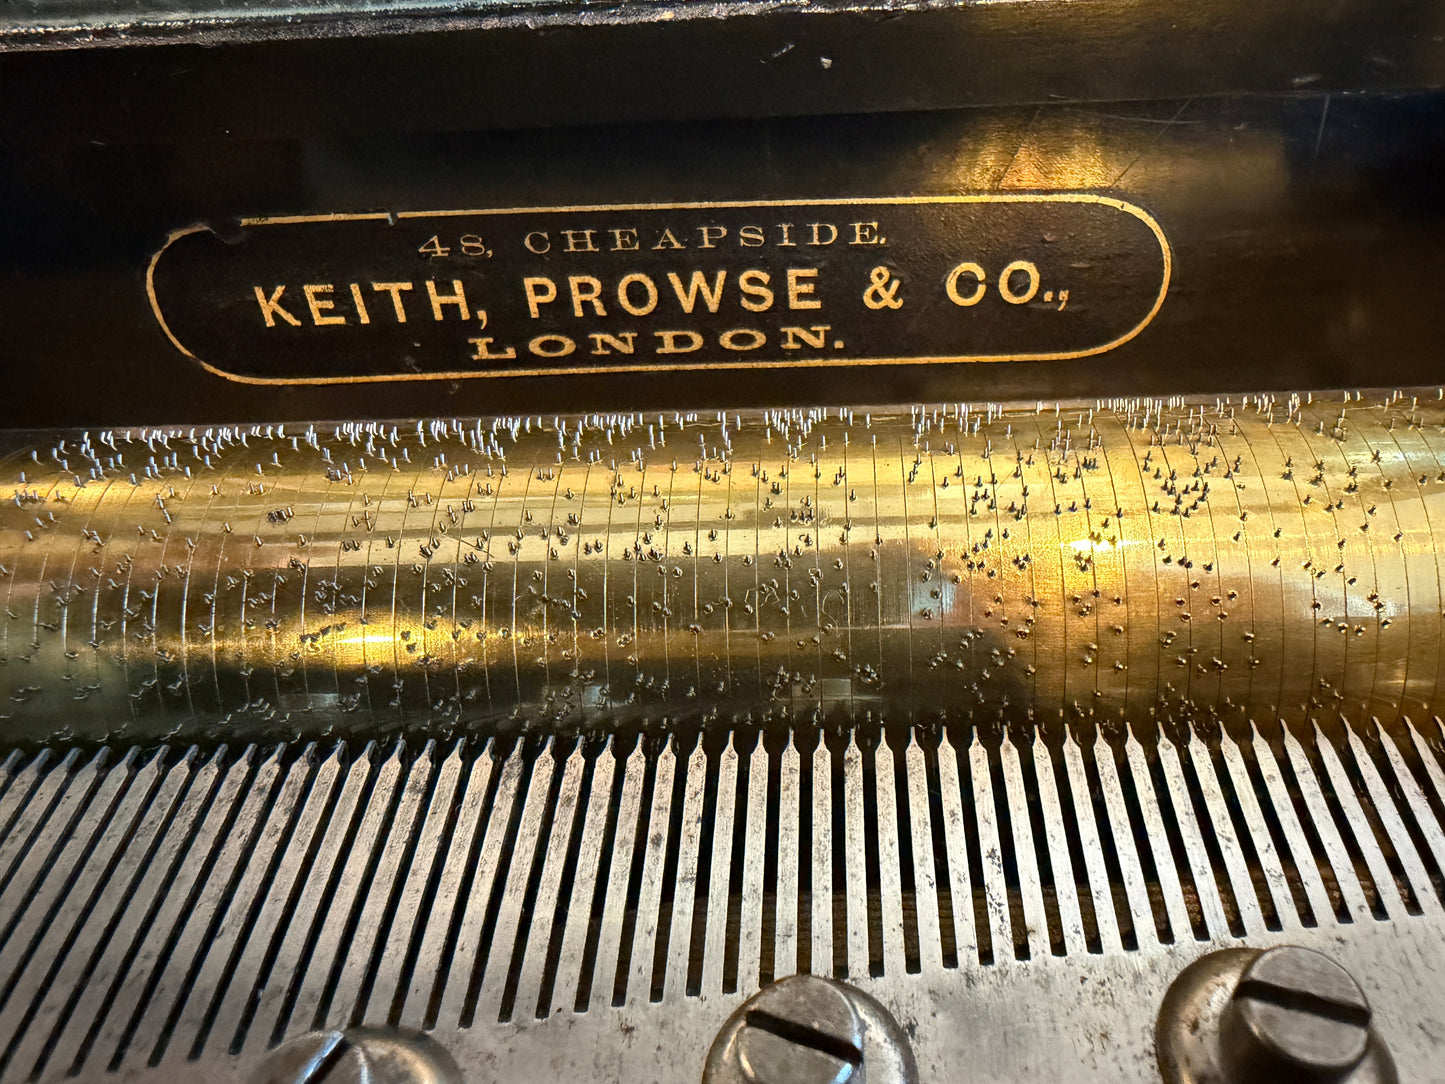 48, CHEAPSIDE.
KEITH, PROWSE & CO.,
LONDON.